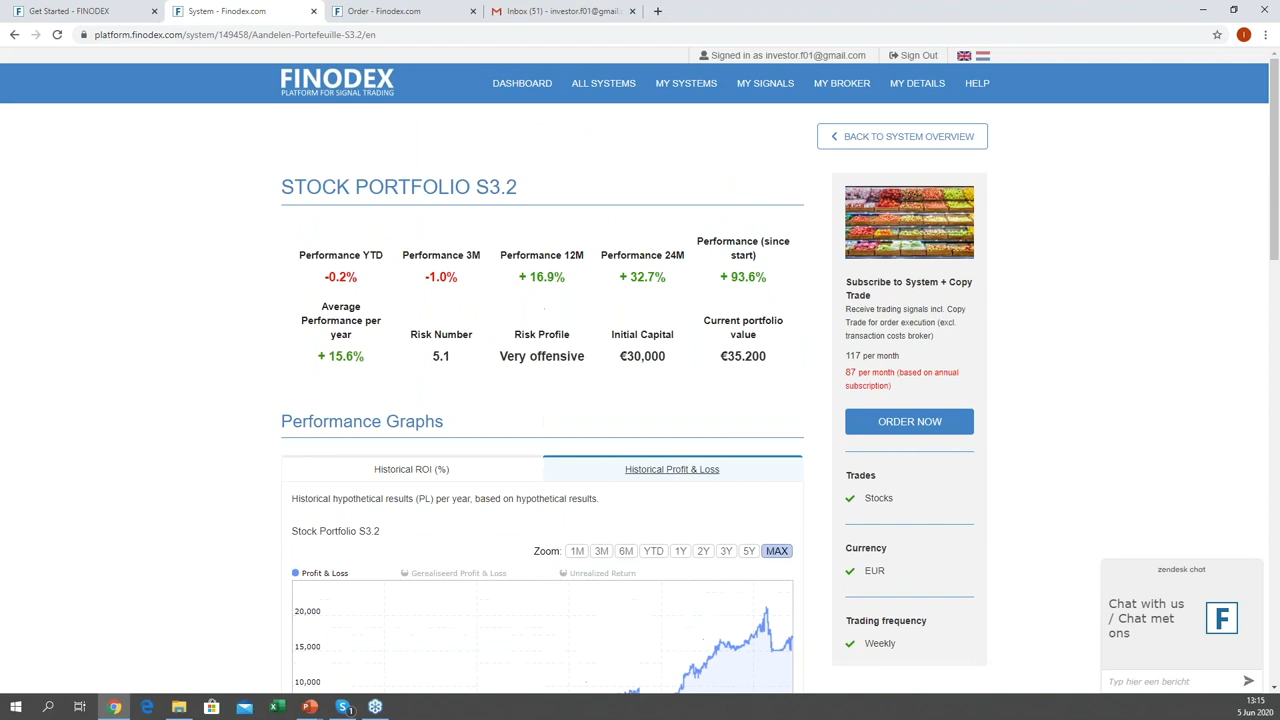 Get Started - FINODEX
System - Finodex.com
Order - Finodex.com
Inbox (51) - investor.f01@gmail.
platform.finodex.com/system/149458/Aandelen-Portefeuille-S3.2/en
I
Signed in as investor.f01@gmail.com
Sign Out
FINODEX
PLATFORM FOR SIGNAL TRADING
DASHBOARD
ALL SYSTEMS
MY SYSTEMS
MY SIGNALS
MY BROKER
MY DETAILS
HELP
BACK TO SYSTEM OVERVIEW
STOCK PORTFOLIO S3.2
Performance YTD
-0.2%
Performance 3M
-1.0%
Performance 12M
+ 16.9%
Performance 24M
+ 32.7%
Performance (since
start)
+ 93.6%
Average
Performance per
year
+ 15.6%
Risk Number
5.1
Risk Profile
Very offensive
Initial Capital
€30,000
Current portfolio
value
€35.200
Performance Graphs
Historical ROI (%)
Historical Profit & Loss
Historical hypothetical results (PL) per year, based on hypothetical results.
Stock Portfolio S3.2
Zoom: 1M 3M 6M YTD 1Y 2Y 3Y 5Y MAX
Profit & Loss
Gerealiseerd Profit & Loss
Unrealized Return
20,000
15,000
10,000
Subscribe to System + Copy
Trade
Receive trading signals incl. Copy
Trade for order execution (excl.
transaction costs broker)
117 per month
87 per month (based on annual
subscription)
ORDER NOW
Trades
Stocks
Currency
EUR
Trading frequency
Weekly
zendesk chat
Chat with us
/ Chat met
ons
F
Typ hier een bericht
13:15
5 Jun 2020